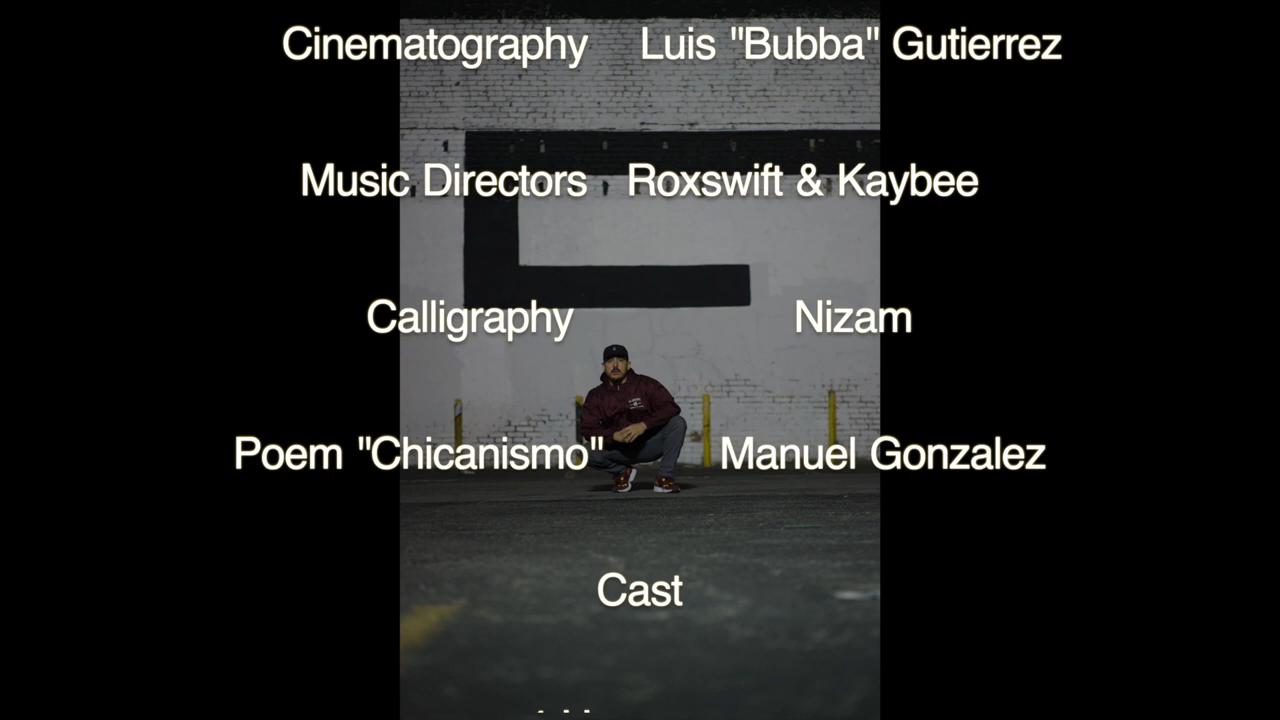 Cinematography Luis "Bubba" Gutierrez
Music Directors Roxswift & Kaybee
Calligraphy Nizam
Poem "Chicanismo" Manuel Gonzalez
Cast